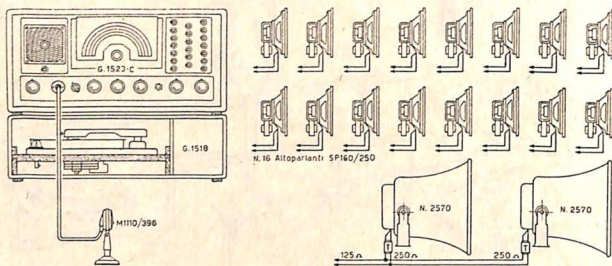 G.1523-C
G.1518
M1110/396
N.16 Altoparlanti SP160/250
N. 2570
N. 2570
125 Ω
250 Ω
250 Ω
T
T